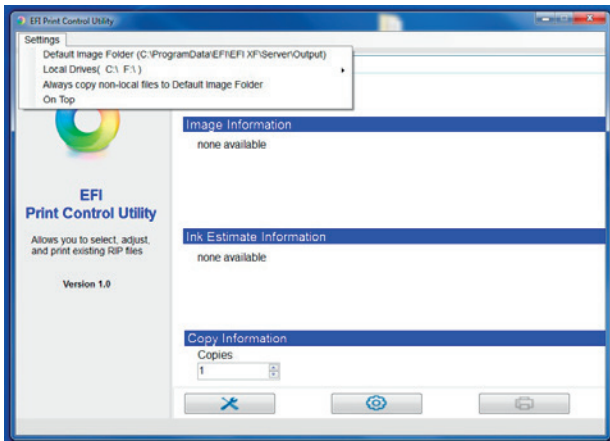 EFI Print Control Utility
Settings
Default Image Folder (C:\ProgramData\EFI\EFI XF\Server\Output)
Local Drives( C:\ F:\ )
Always copy non-local files to Default Image Folder
On Top
Image Information
none available
EFI
Print Control Utility
Allows you to select, adjust,
and print existing RIP files
Version 1.0
Ink Estimate Information
none available
Copy Information
Copies
1